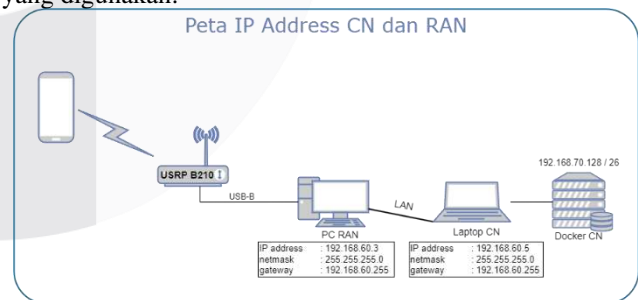 yang digunakan.
Peta IP Address CN dan RAN
192.168.70.128 / 26
USRP B210
USB-B
LAN
PC RAN
Laptop CN
Docker CN
IP address : 192.168.60.3
netmask : 255.255.255.0
gateway : 192.168.60.255
IP address : 192.168.60.5
netmask : 255.255.255.0
gateway : 192.168.60.255